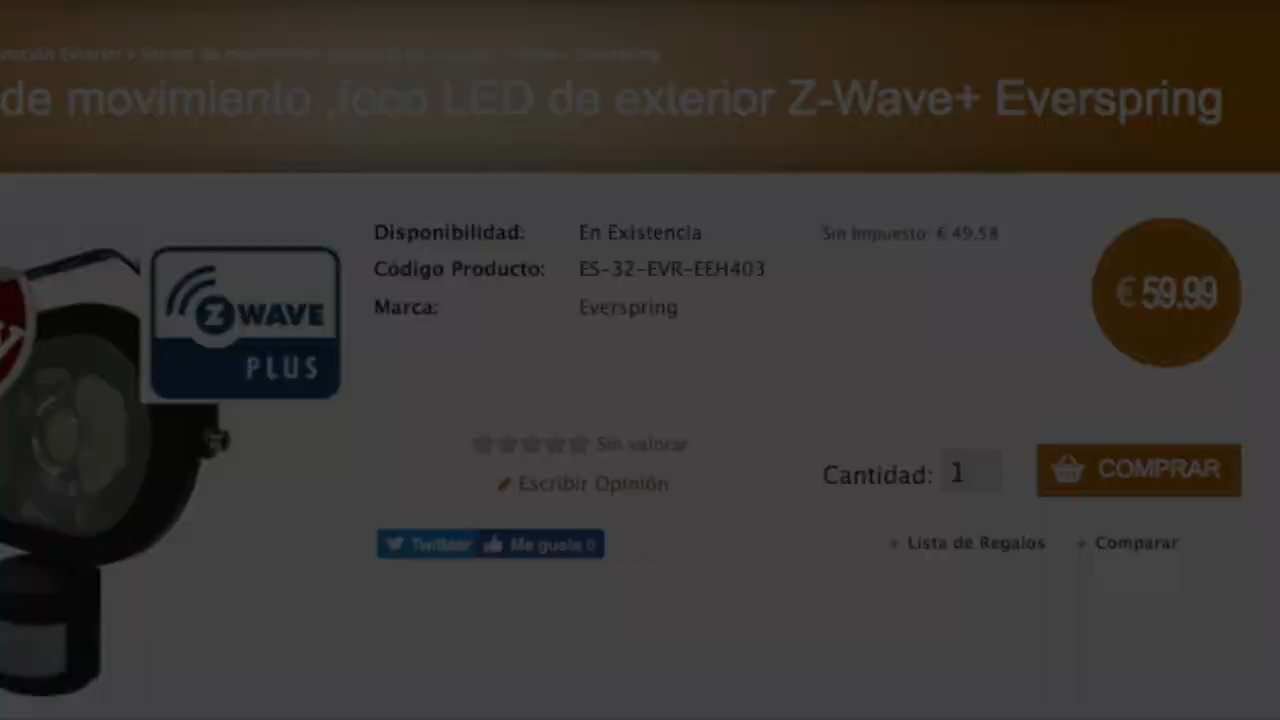 de movimiento ,foco LED de exterior Z-Wave+ Everspring
Disponibilidad: En Existencia
Sin Impuesto: € 49.58
Código Producto: ES-32-EVR-EEH403
Marca: Everspring
€ 59.99
Z WAVE
PLUS
Sin valorar
Escribir Opinión
Cantidad: 1
COMPRAR
Twittear
Me gusta 0
+ Lista de Regalos
+ Comparar